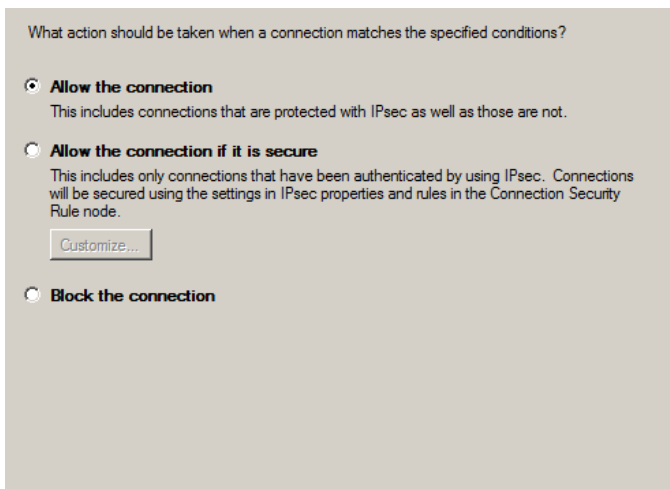 What action should be taken when a connection matches the specified conditions?
Allow the connection
This includes connections that are protected with IPsec as well as those are not.
Allow the connection if it is secure
This includes only connections that have been authenticated by using IPsec. Connections
will be secured using the settings in IPsec properties and rules in the Connection Security
Rule node.
Customize...
Block the connection